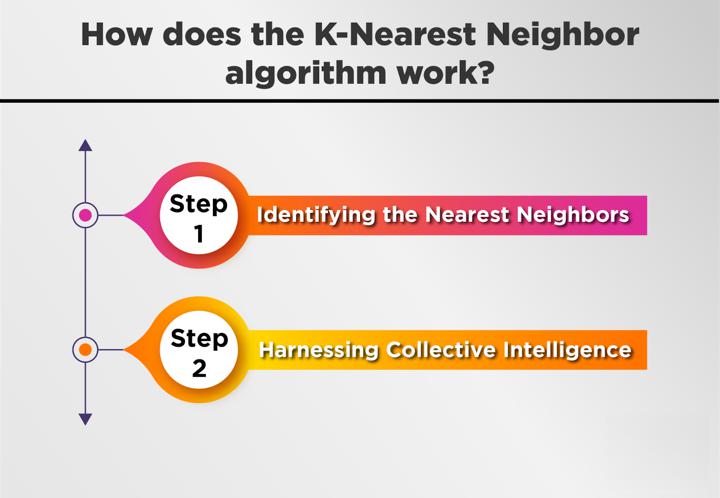 How does the K-Nearest Neighbor
algorithm work?
Step
1
Identifying the Nearest Neighbors
Step
2
Harnessing Collective Intelligence